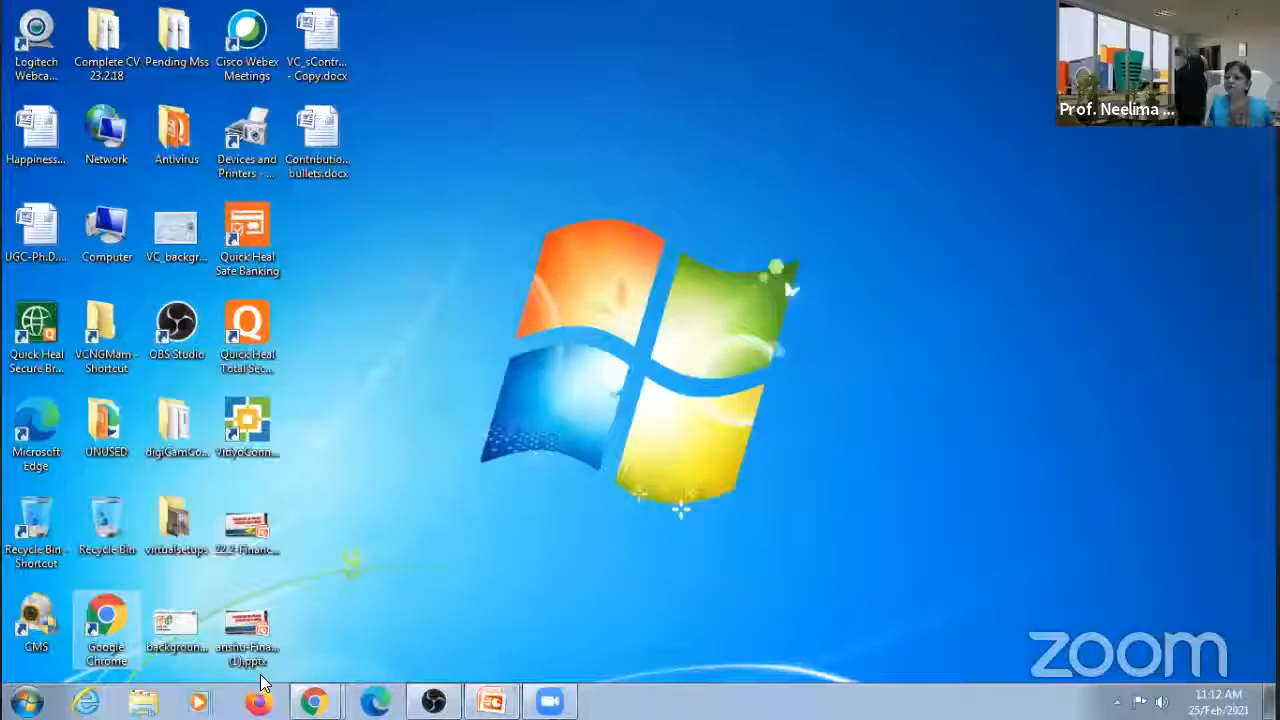 Logitech
Webca...
Complete CV
23.2.18
Pending Mss
Cisco Webex
Meetings
VC_sContr...
- Copy.docx
Prof. Neelima ...
Happiness...
Network
Antivirus
Devices and
Printers - ...
Contributio...
bullets.docx
UGC-Ph.D....
Computer
VC_backgr...
Quick Heal
Safe Banking
Quick Heal
Secure Br...
VCNGMam -
Shortcut
OBS Studio
Quick Heal
Total Sec...
Microsoft
Edge
UNUSED
digiCamCo...
VidyoConn...
Recycle Bin -
Shortcut
Recycle Bin
virtualsetups
22.2-Financ...
CMS
Google
Chrome
backgroun...
anshu-Fina...
(1).pptx
zoom
11:12 AM
25/Feb/2021